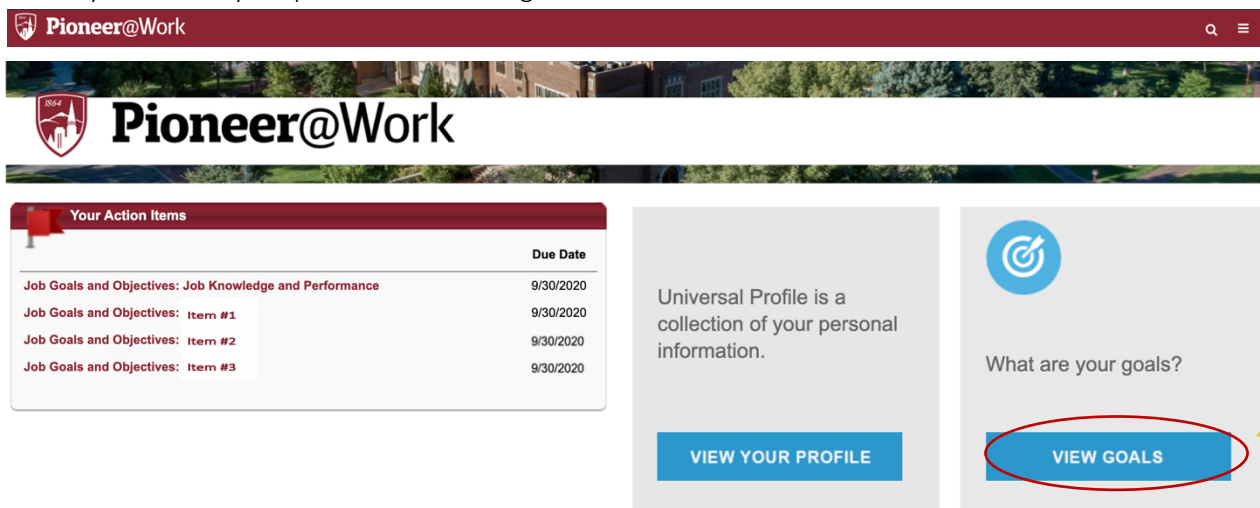 Pioneer@Work
1864
Pioneer@Work
Your Action Items
Due Date
Job Goals and Objectives: Job Knowledge and Performance 9/30/2020
Job Goals and Objectives: Item #1 9/30/2020
Job Goals and Objectives: Item #2 9/30/2020
Job Goals and Objectives: Item #3 9/30/2020
Universal Profile is a
collection of your personal
information.
VIEW YOUR PROFILE
What are your goals?
VIEW GOALS